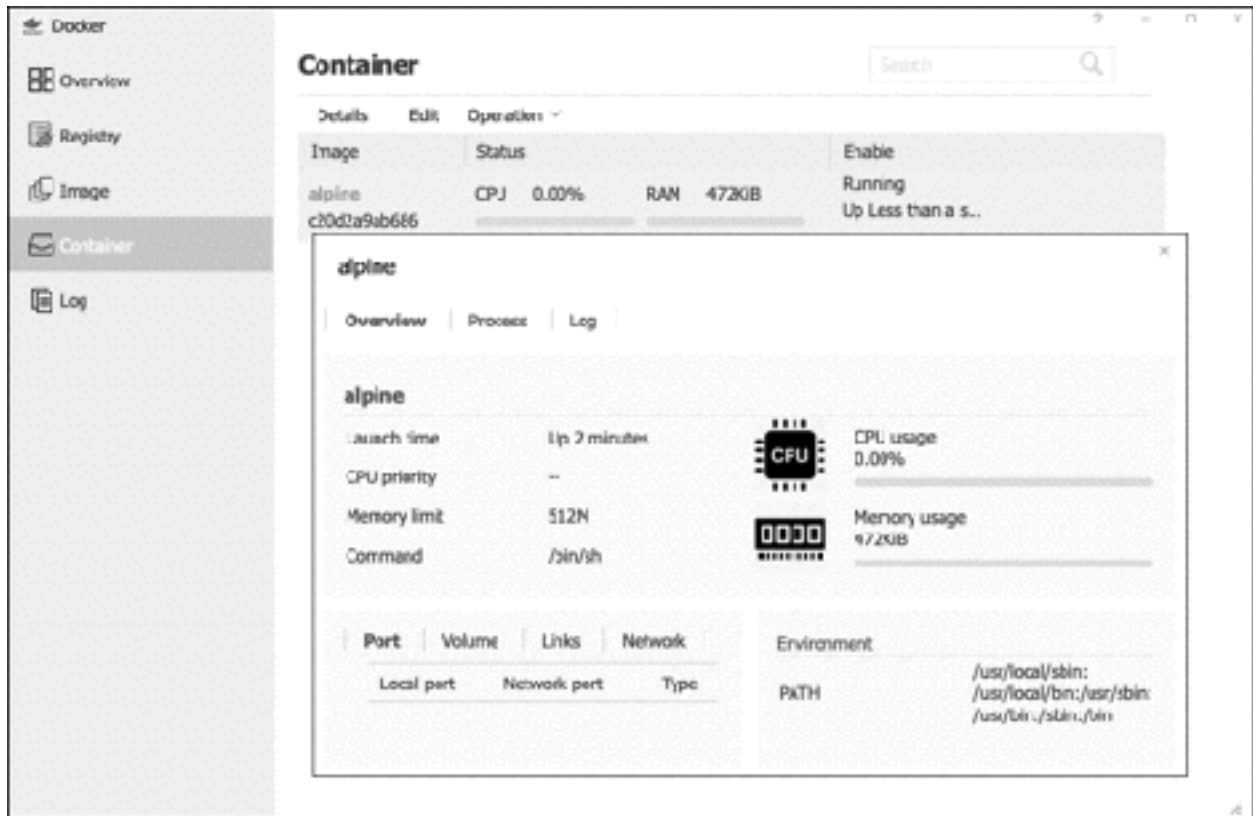 Docker
Overview
Registry
Image
Container
Log
Container
Search
Details Edit Operation
Image Status Enable
alpine CPU 0.00% RAM 472KIB Running
Up Less than a s...
alpine
Overview Process Log
alpine
Launch time Up 2 minutes
CPU priority --
Memory limit 512M
Command /bin/sh
CPU
CPU usage
0.00%
Memory usage
472KIB
Port Volume Links Network
Local port Network port Type
Environment
PATH
/usr/local/sbin:
/usr/local/bin:/usr/sbin:
/usr/bin:/sbin:/bin